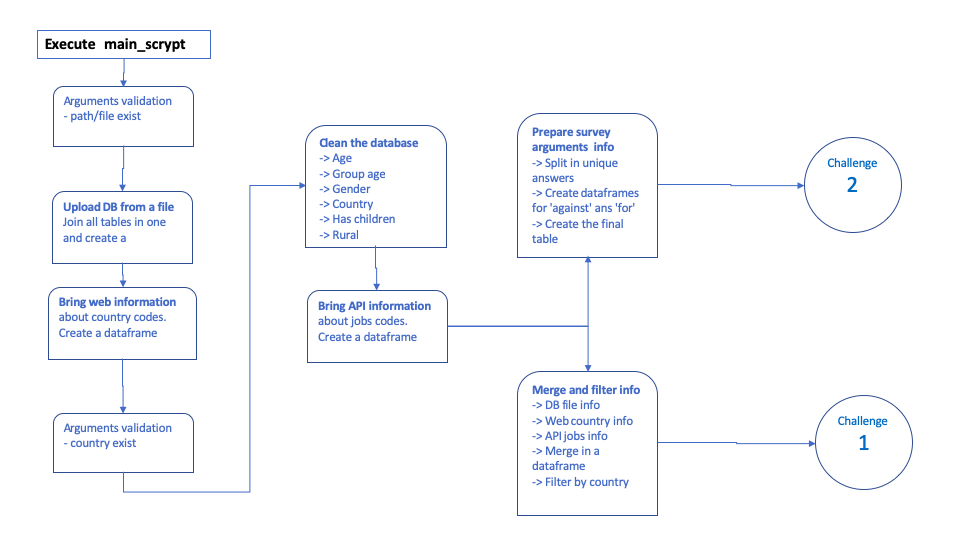 Execute main_scrypt
Arguments validation
- path/file exist
Upload DB from a file
Join all tables in one
and create a
Bring web information
about country codes.
Create a dataframe
Arguments validation
- country exist
Clean the database
-> Age
-> Group age
-> Gender
-> Country
-> Has children
-> Rural
Bring API information
about jobs codes.
Create a dataframe
Prepare survey
arguments info
-> Split in unique
answers
-> Create dataframes
for 'against' ans 'for'
-> Create the final
table
Challenge
2
Merge and filter info
-> DB file info
-> Web country info
-> API jobs info
-> Merge in a
dataframe
-> Filter by country
Challenge
1